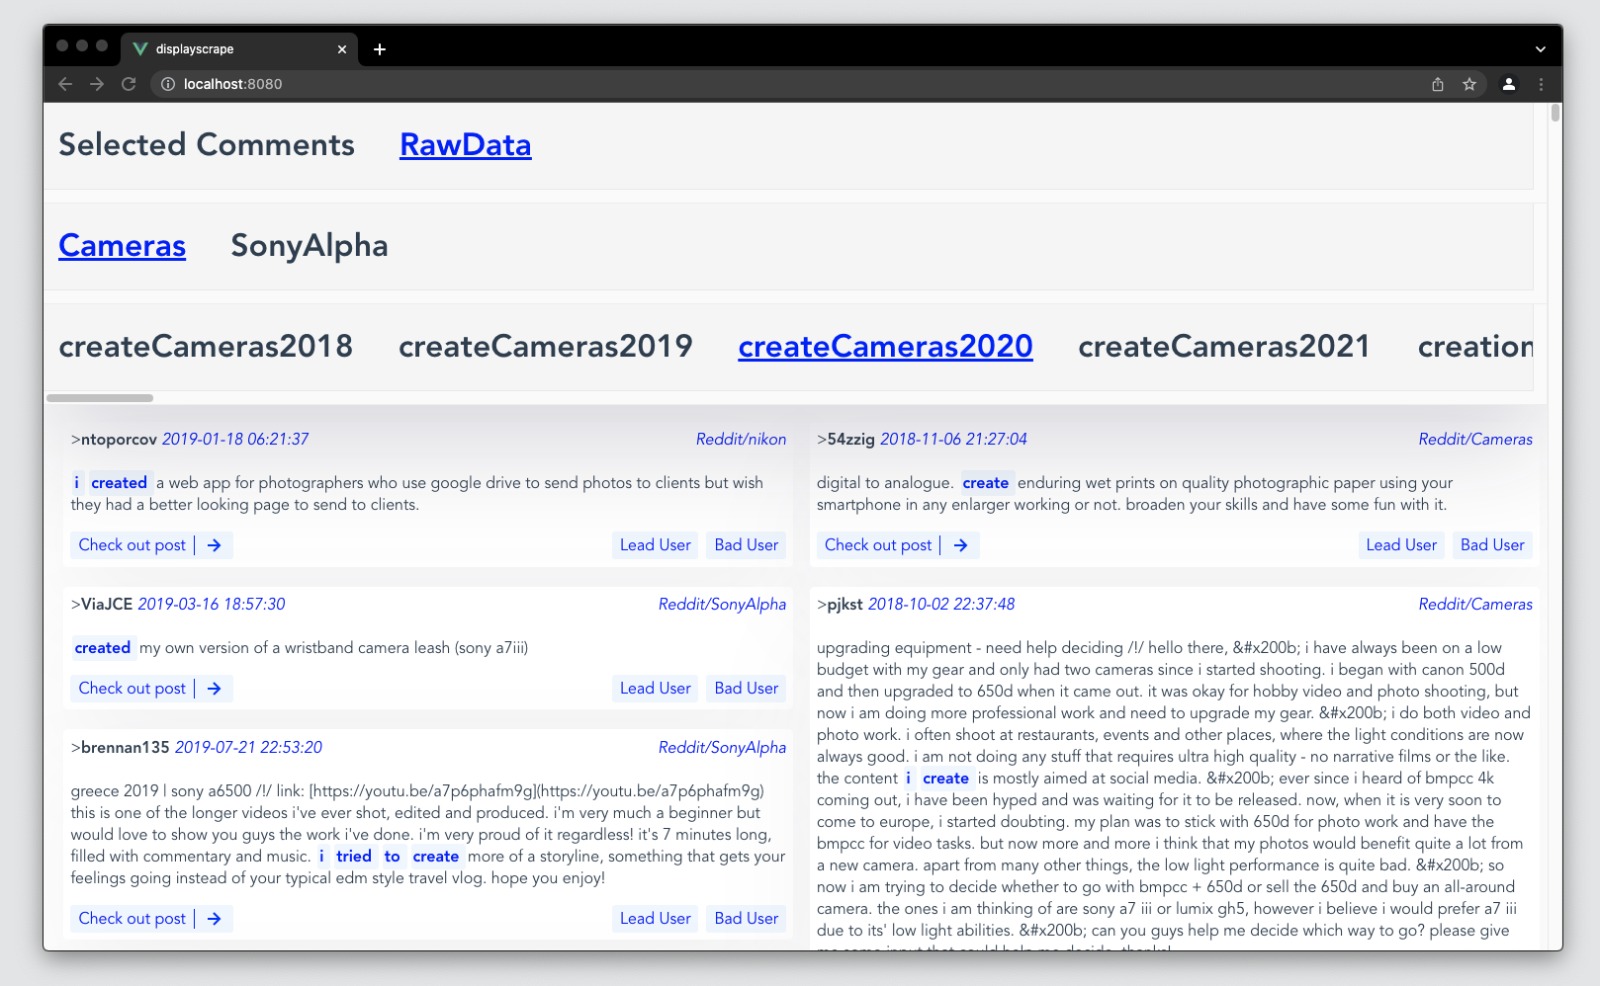 displayscrape
localhost:8080
Selected Comments RawData
Cameras SonyAlpha
createCameras2018 createCameras2019 createCameras2020 createCameras2021 creation
>ntoporcov 2019-01-18 06:21:37 Reddit/nikon
i created a web app for photographers who use google drive to send photos to clients but wish
they had a better looking page to send to clients.
Check out post | → Lead User Bad User
>ViaJCE 2019-03-16 18:57:30 Reddit/SonyAlpha
created my own version of a wristband camera leash (sony a7iii)
Check out post | → Lead User Bad User
>brennan135 2019-07-21 22:53:20 Reddit/SonyAlpha
greece 2019 | sony a6500 /!/ link: [https://youtu.be/a7p6phafm9g](https://youtu.be/a7p6phafm9g)
this is one of the longer videos i've ever shot, edited and produced. i'm very much a beginner but
would love to show you guys the work i've done. i'm very proud of it regardless! it's 7 minutes long,
filled with commentary and music. i tried to create more of a storyline, something that gets your
feelings going instead of your typical edm style travel vlog. hope you enjoy!
Check out post | → Lead User Bad User
>54zzig 2018-11-06 21:27:04 Reddit/Cameras
digital to analogue. create enduring wet prints on quality photographic paper using your
smartphone in any enlarger working or not. broaden your skills and have some fun with it.
Check out post | → Lead User Bad User
>pjkst 2018-10-02 22:37:48 Reddit/Cameras
upgrading equipment - need help deciding /!/ hello there, &#x200b; i have always been on a low
budget with my gear and only had two cameras since i started shooting. i began with canon 500d
and then upgraded to 650d when it came out. it was okay for hobby video and photo shooting, but
now i am doing more professional work and need to upgrade my gear. &#x200b; i do both video and
photo work. i often shoot at restaurants, events and other places, where the light conditions are now
always good. i am not doing any stuff that requires ultra high quality - no narrative films or the like.
the content i create is mostly aimed at social media. &#x200b; ever since i heard of bmpcc 4k
coming out, i have been hyped and was waiting for it to be released. now, when it is very soon to
come to europe, i started doubting. my plan was to stick with 650d for photo work and have the
bmpcc for video tasks. but now more and more i think that my photos would benefit quite a lot from
a new camera. apart from many other things, the low light performance is quite bad. &#x200b; so
now i am trying to decide whether to go with bmpcc + 650d or sell the 650d and buy an all-around
camera. the ones i am thinking of are sony a7 iii or lumix gh5, however i believe i would prefer a7 iii
due to its' low light abilities. &#x200b; can you guys help me decide which way to go? please give